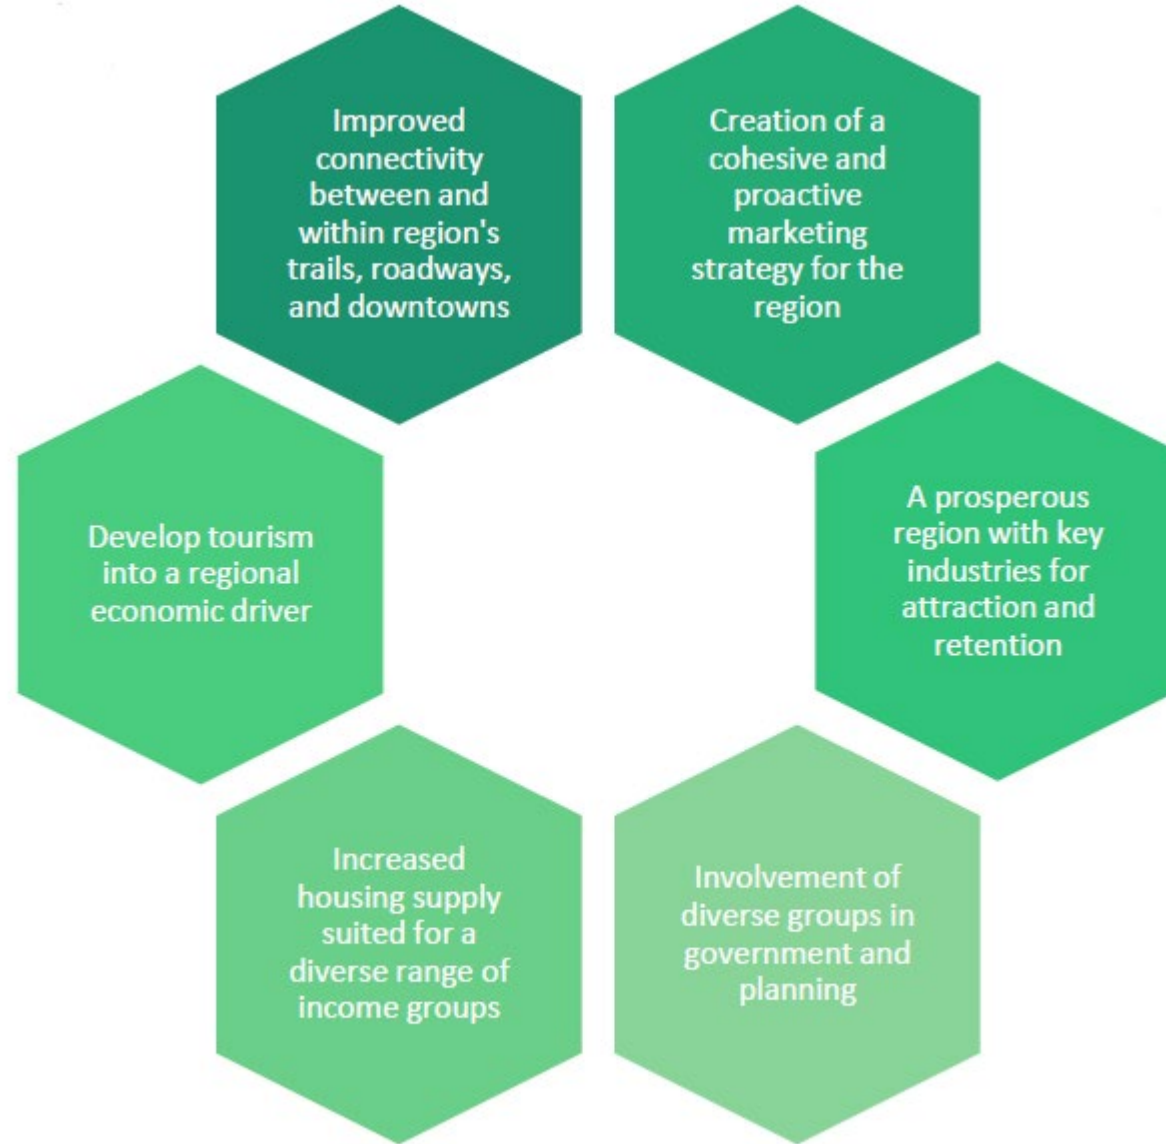 Improved
connectivity
between and
within region's
trails, roadways,
and downtowns
Creation of a
cohesive and
proactive
marketing
strategy for the
region
A prosperous
region with key
industries for
attraction and
retention
Involvement of
diverse groups in
government and
planning
Increased
housing supply
suited for a
diverse range of
income groups
Develop tourism
into a regional
economic driver